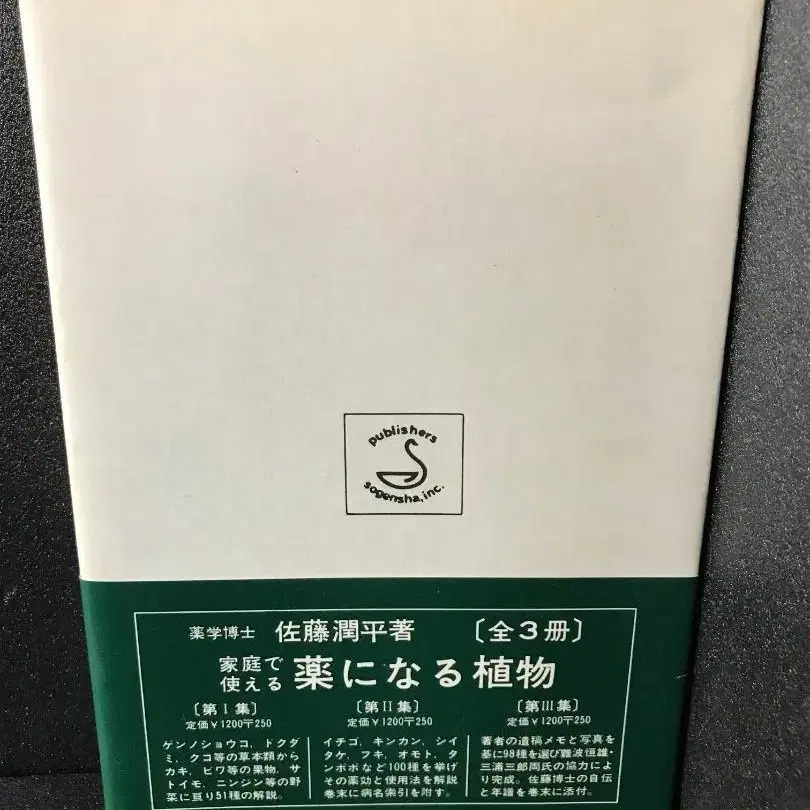 publishers
sogensha, inc.
薬学博士 佐藤潤平著 〔全3冊〕
家庭で使える 薬になる植物
〔第I集〕
定価¥1200〒250
ゲンノショウコ、ドクダ
ミ、クコ等の草本類から
カキ、ビワ等の果物、サ
トイモ、ニンジン等の野
菜に亘り51種の解説。
〔第II集〕
定価¥1200〒250
イチゴ、キンカン、シイ
タケ、フキ、オモト、タ
ンポポなど100種を挙げ
その薬効と使用法を解説
巻末に病名索引を附す。
〔第III集〕
定価¥1200〒250
著者の遺稿メモと写真を
基に98種を選び難波恒雄・
三浦三郎両氏の協力によ
り完成。佐藤博士の自伝
と年譜を巻末に添付。